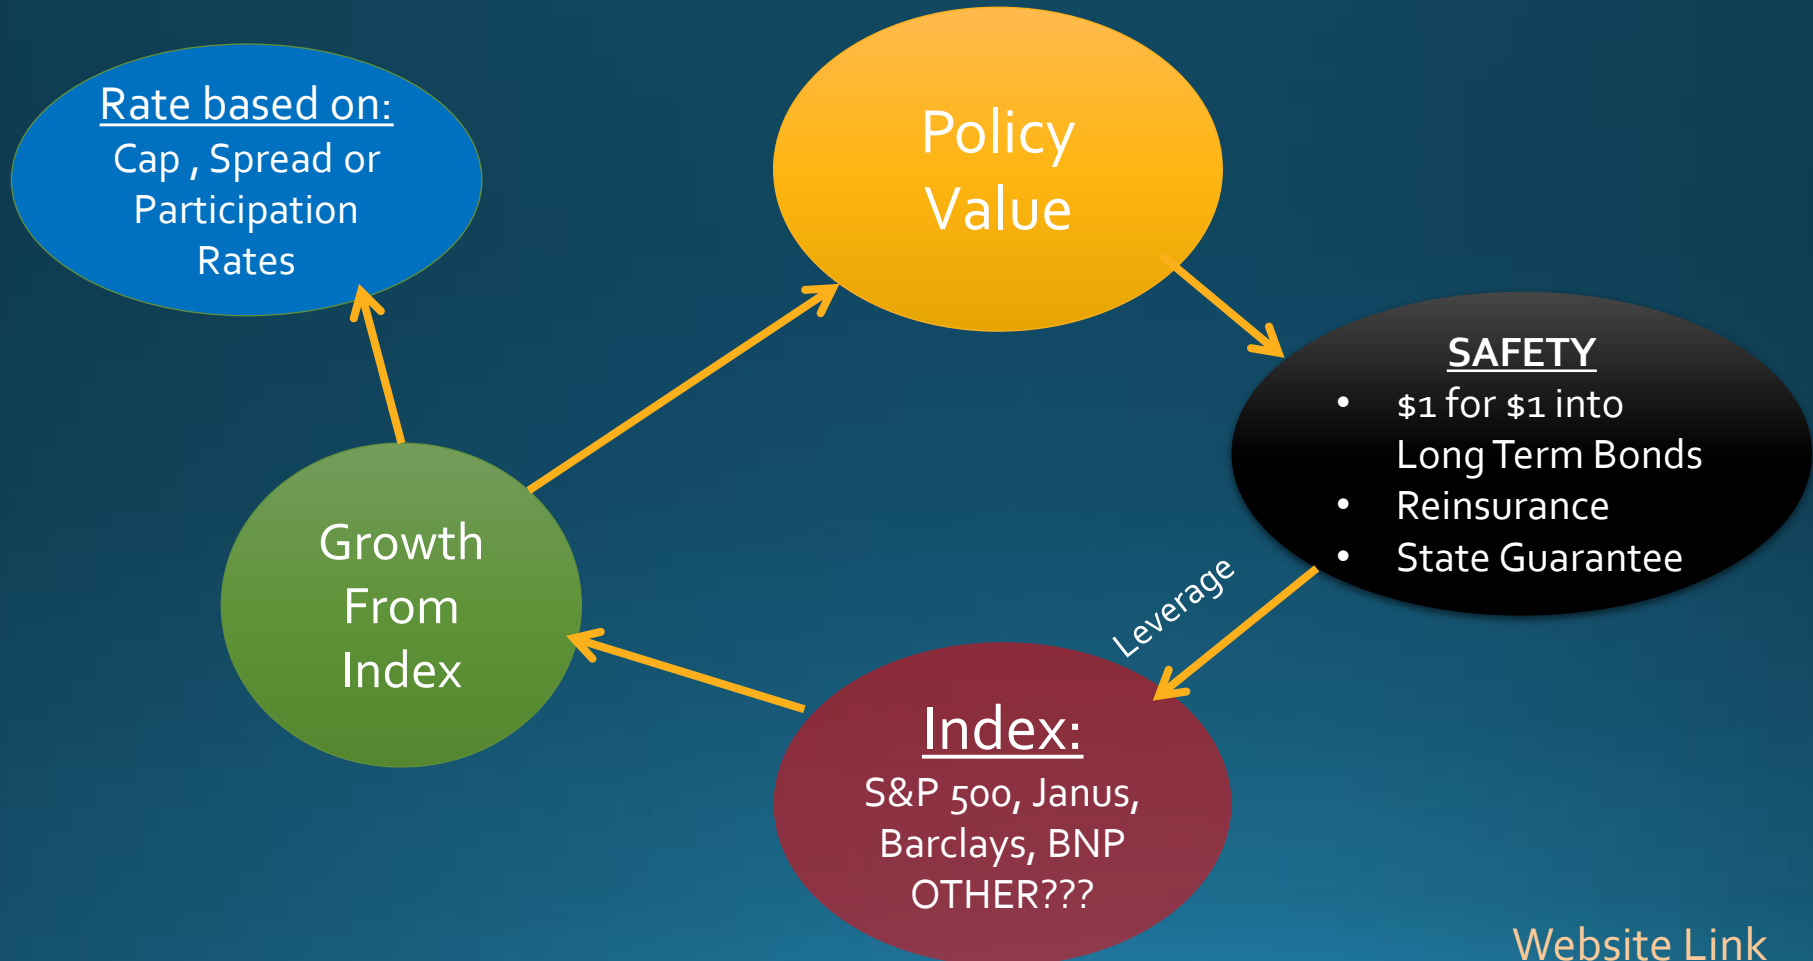 Rate based on:
Cap , Spread or
Participation
Rates
Policy
Value
SAFETY
• $1 for $1 into
Long Term Bonds
• Reinsurance
• State Guarantee
Growth
From
Index
Leverage
Index:
S&P 500, Janus,
Barclays, BNP
OTHER???
Website Link